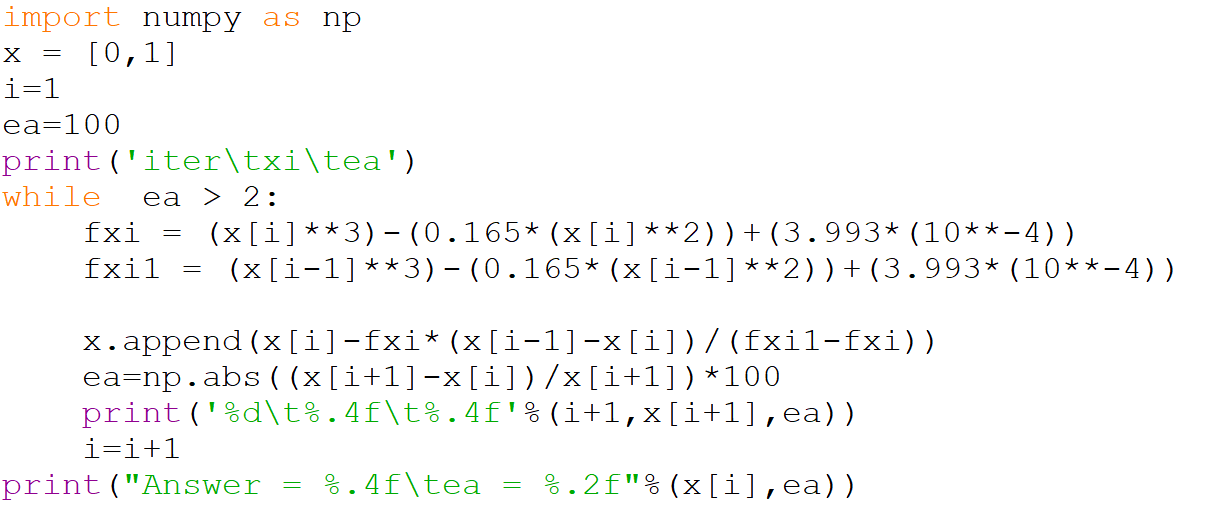 import numpy as np
x = [0,1]
i=1
ea=100
print('iter\txi\tea')
while  ea > 2:
    fxi = (x[i]**3)-(0.165*(x[i]**2))+(3.993*(10**-4))
    fxi1 = (x[i-1]**3)-(0.165*(x[i-1]**2))+(3.993*(10**-4))

    x.append(x[i]-fxi*(x[i-1]-x[i])/(fxi1-fxi))
    ea=np.abs((x[i+1]-x[i])/x[i+1])*100
    print('%d\t%.4f\t%.4f'%(i+1,x[i+1],ea))
    i=i+1
print("Answer = %.4f\tea = %.2f"%(x[i],ea))